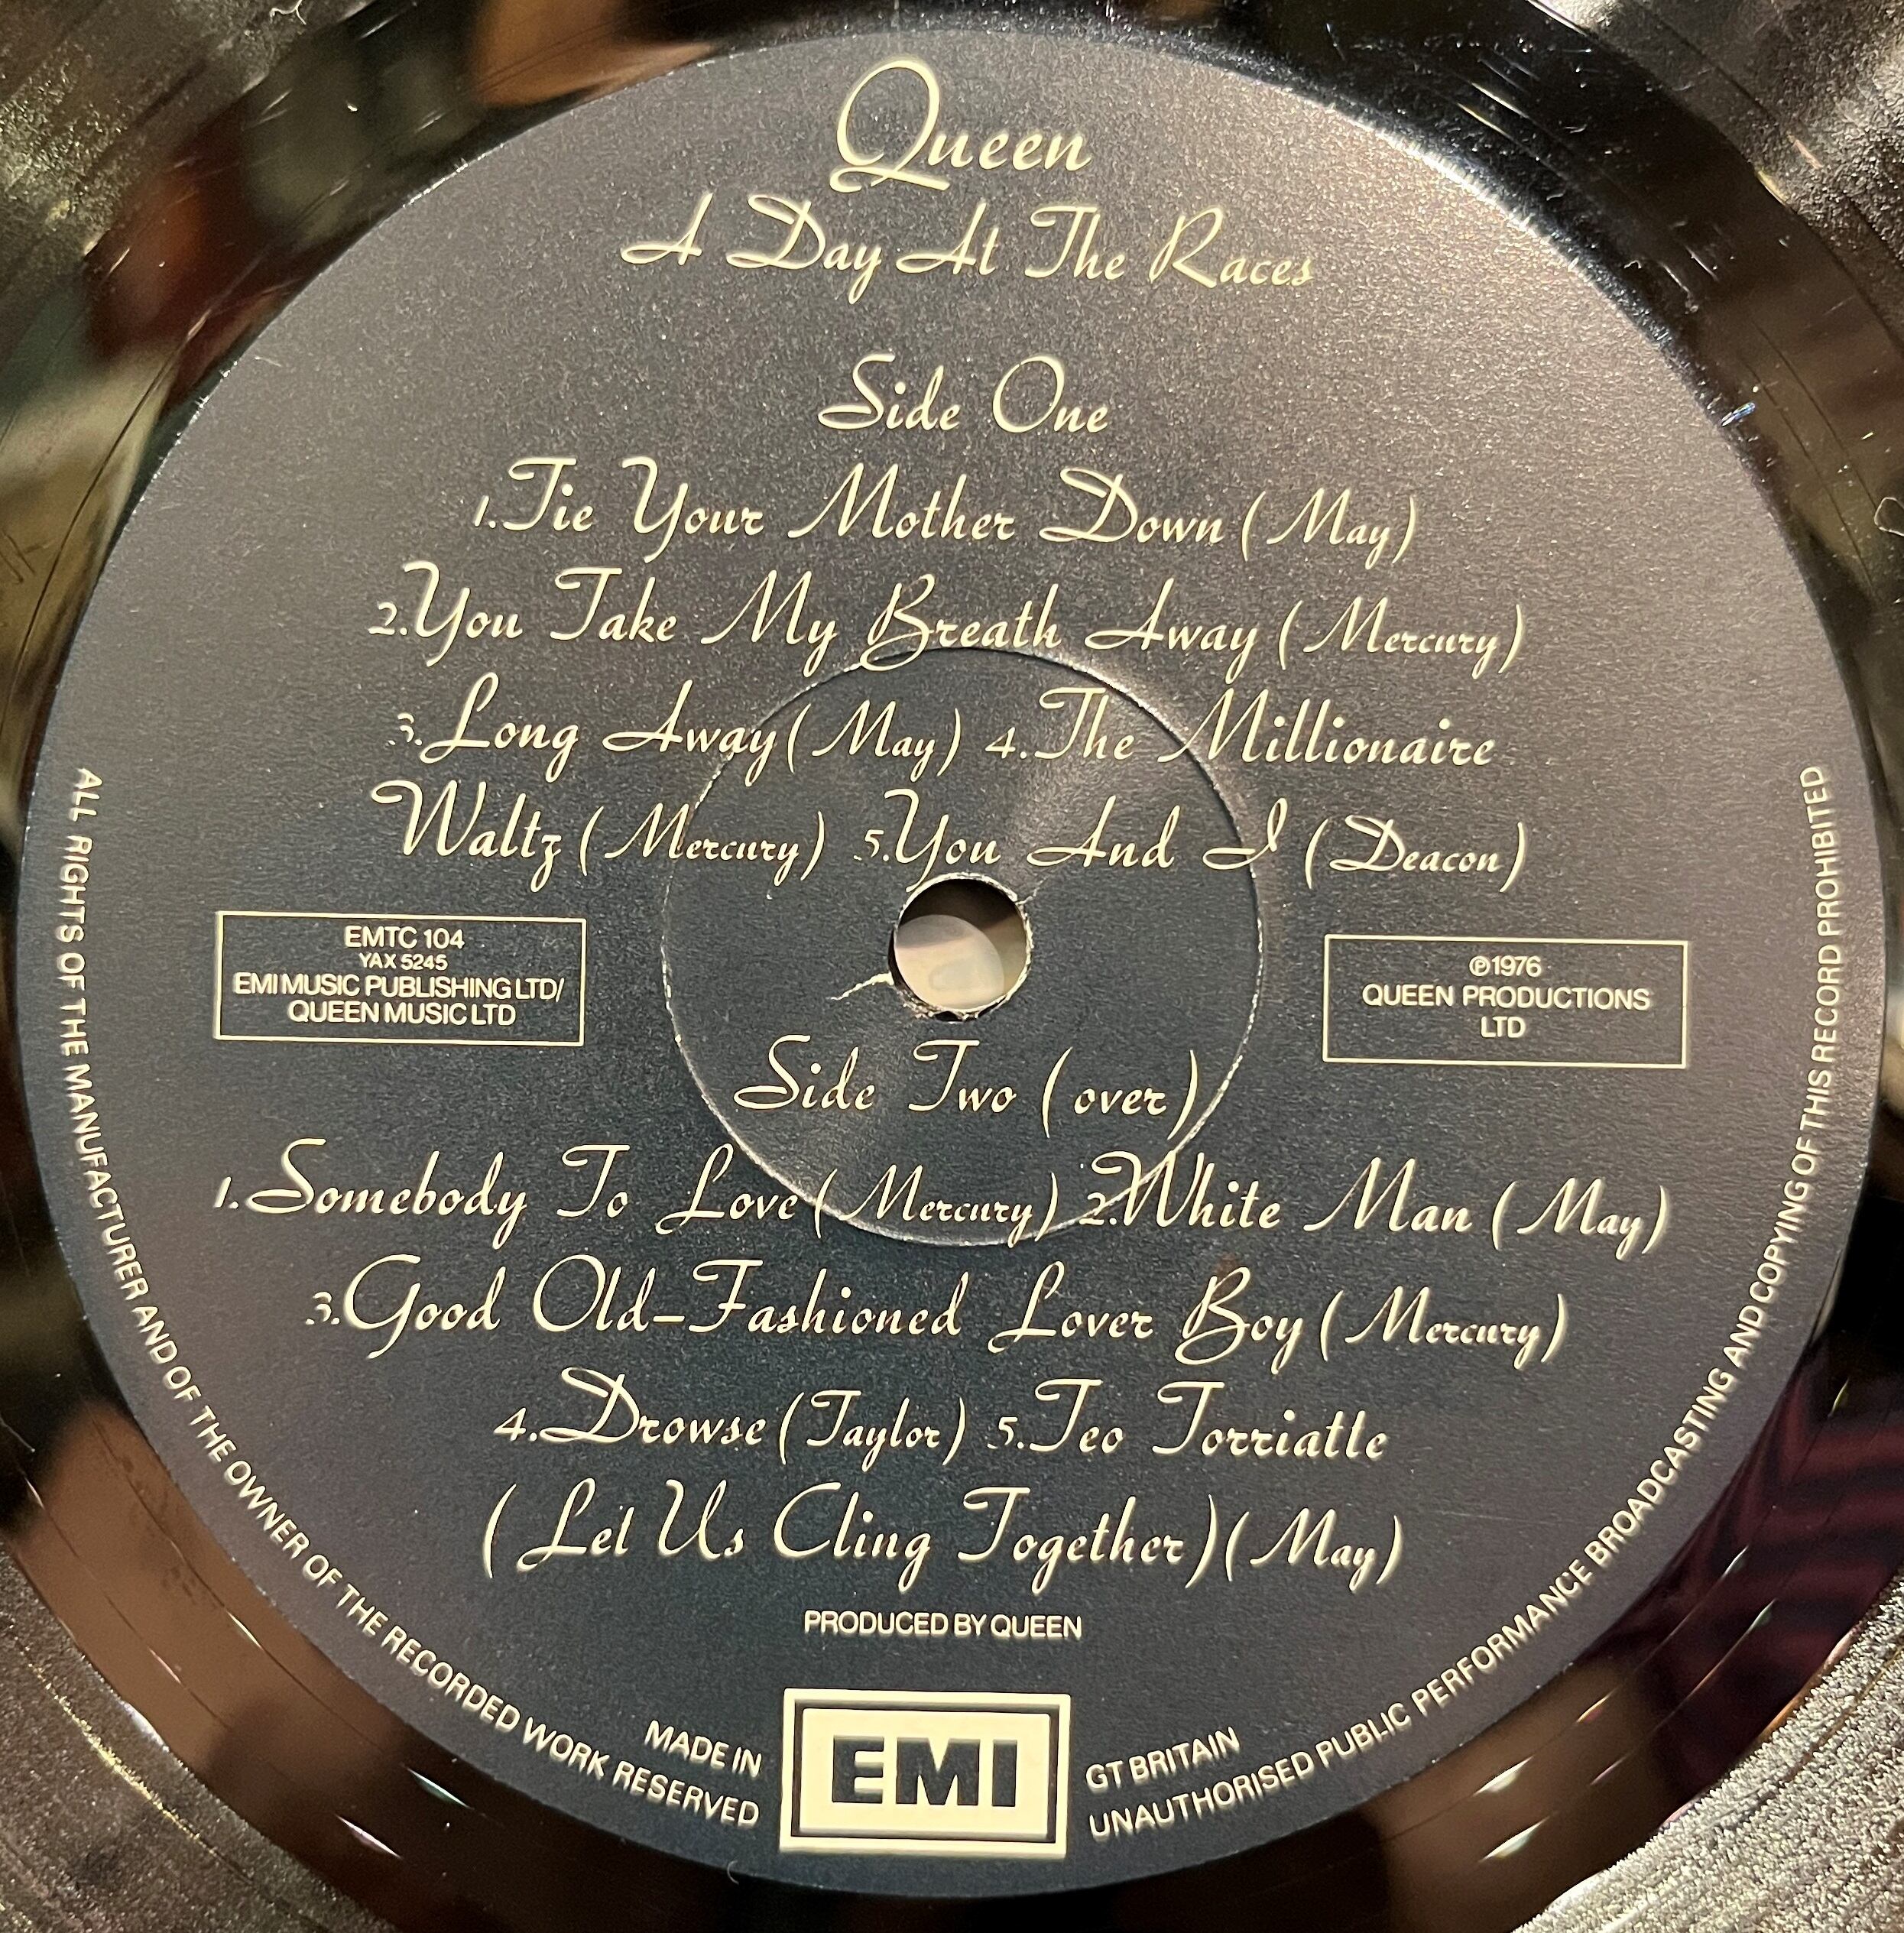 Queen
A Day At The Races
Side One
1. Tie Your Mother Down (May)
2. You Take My Breath Away (Mercury)
3. Long Away (May) 4. The Millionaire
Waltz (Mercury) 5. You And I (Deacon)
EMTC 104
YAX 5245
EMI MUSIC PUBLISHING LTD/
QUEEN MUSIC LTD
℗1976
QUEEN PRODUCTIONS
LTD
Side Two (over)
1. Somebody To Love (Mercury) 2. White Man (May)
3. Good Old-Fashioned Lover Boy (Mercury)
4. Drowse (Taylor) 5. Teo Torriatte
(Let Us Cling Together) (May)
PRODUCED BY QUEEN
MADE IN
EMI
GT BRITAIN
ALL RIGHTS OF THE MANUFACTURER AND OF THE OWNER OF THE RECORDED WORK RESERVED
UNAUTHORISED PUBLIC PERFORMANCE BROADCASTING AND COPYING OF THIS RECORD PROHIBITED